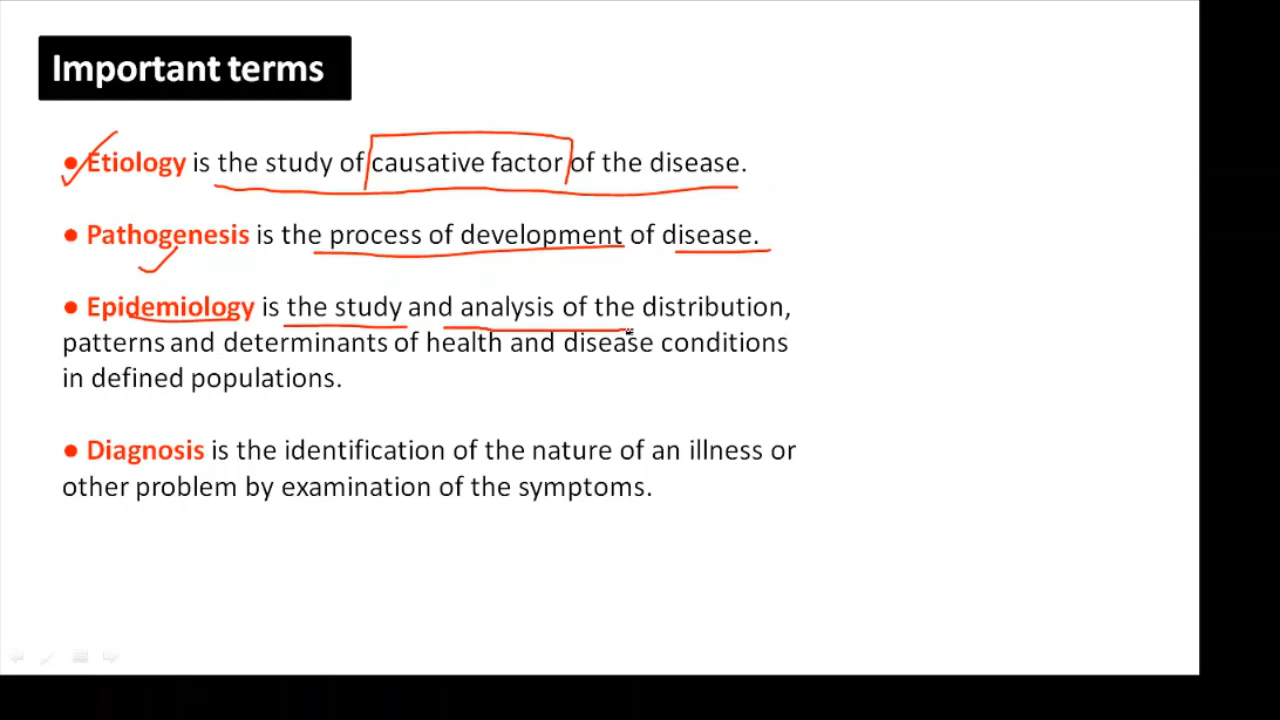 Important terms
● Etiology is the study of causative factor of the disease.
● Pathogenesis is the process of development of disease.
● Epidemiology is the study and analysis of the distribution,
patterns and determinants of health and disease conditions
in defined populations.
● Diagnosis is the identification of the nature of an illness or
other problem by examination of the symptoms.